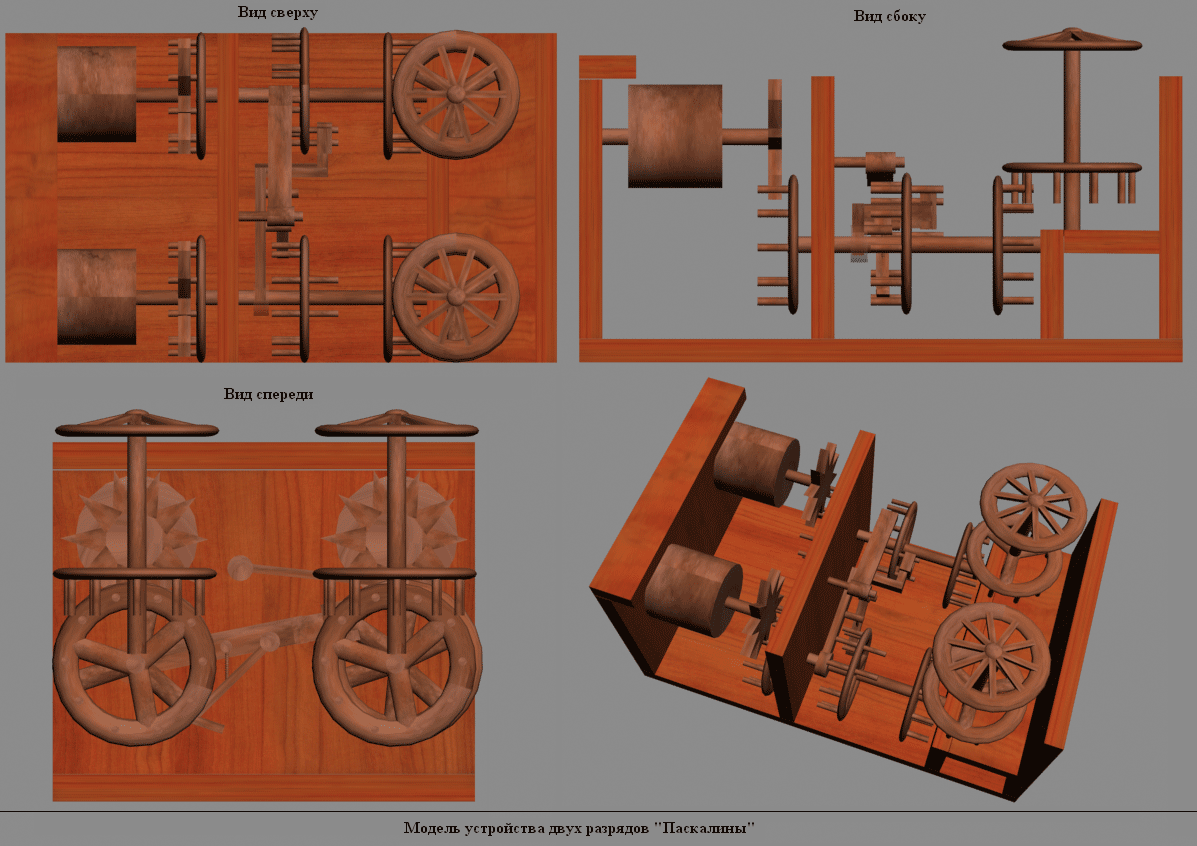 Вид сверху
Вид сбоку
Вид спереди
Модель устройства двух разрядов "Паскалины"